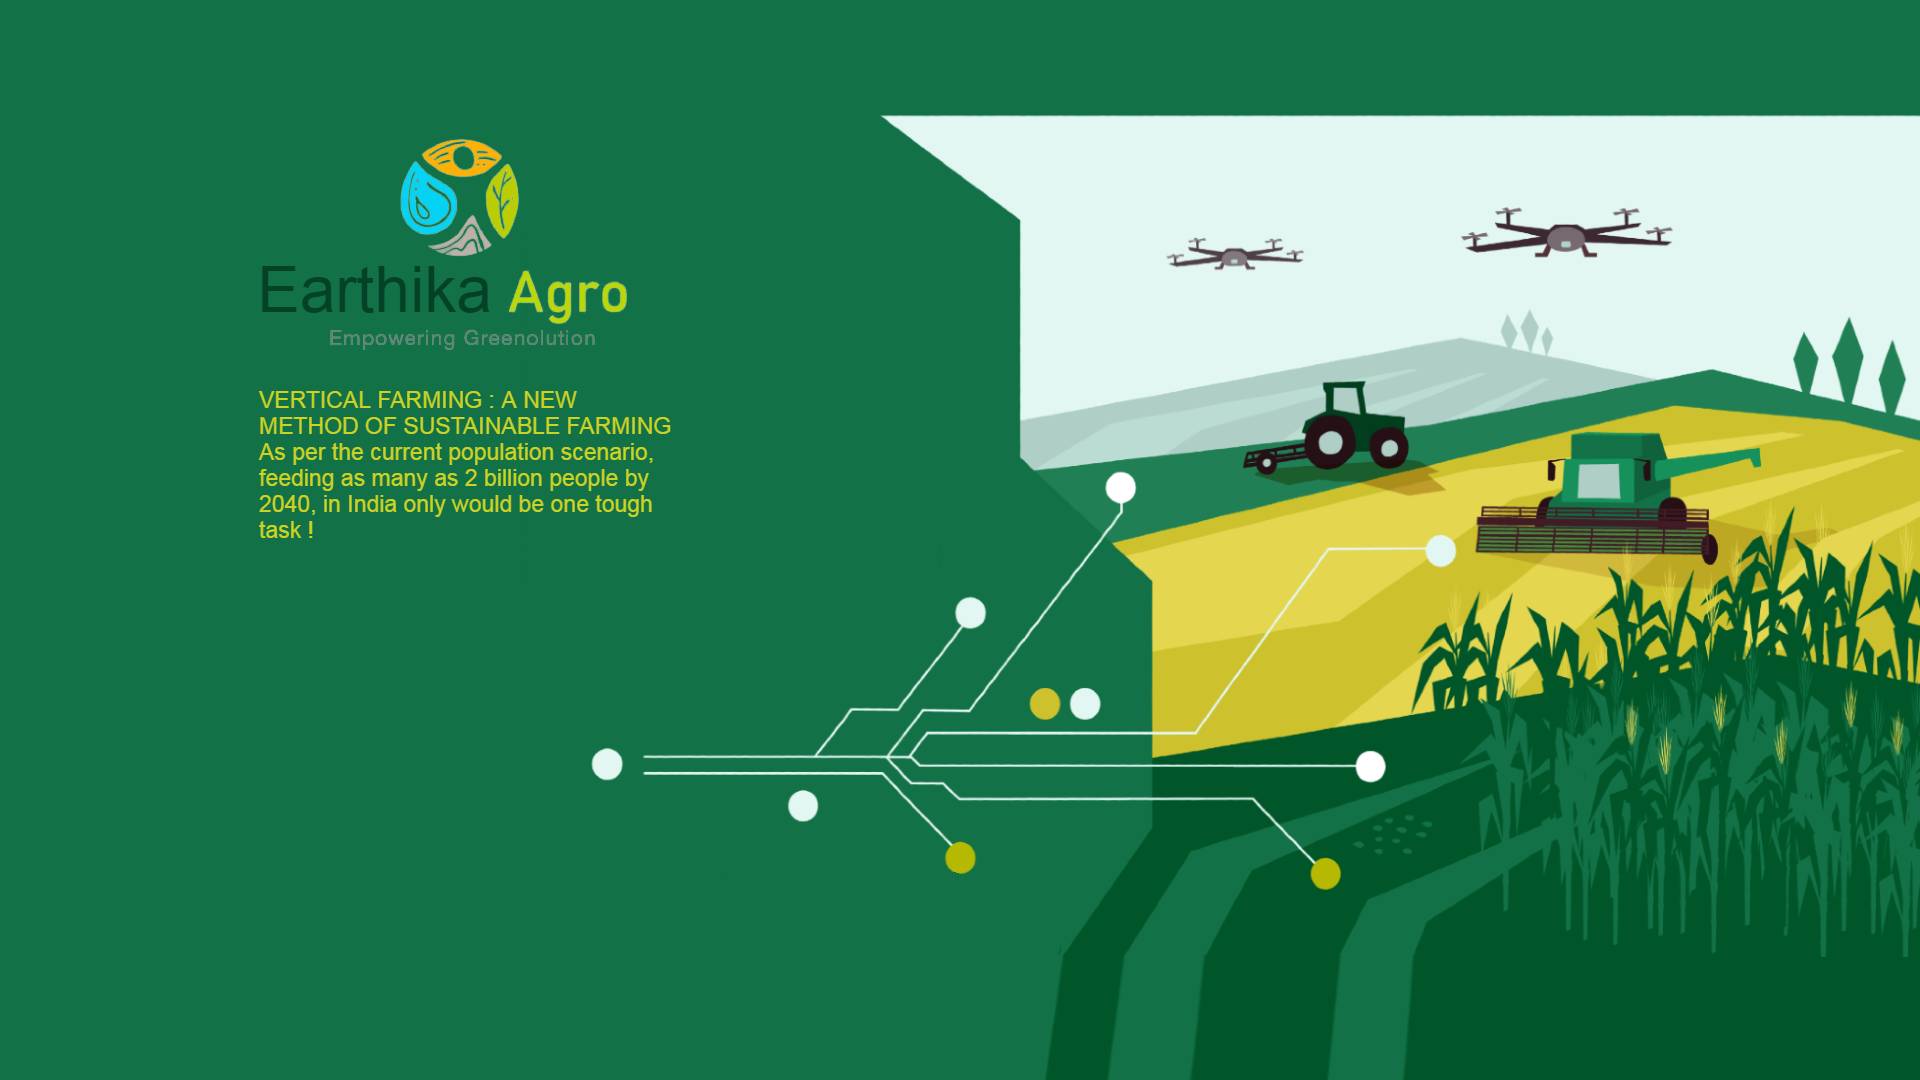 Earthika Agro
Empowering Greenolution
VERTICAL FARMING : A NEW
METHOD OF SUSTAINABLE FARMING
As per the current population scenario,
feeding as many as 2 billion people by
2040, in India only would be one tough
task !